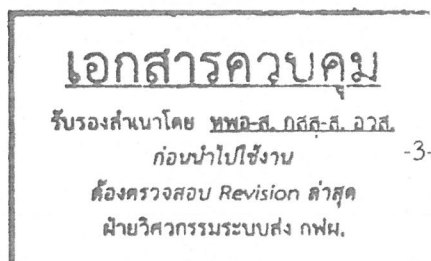 เอกสารควบคุม
รับรองสำเนาโดย หพอ-ส. กสส-ส. อวส.
ก่อนนำไปใช้งาน
-3-
ต้องตรวจสอบ Revision ล่าสุด
ฝ่ายวิศวกรรมระบบส่ง กฟผ.